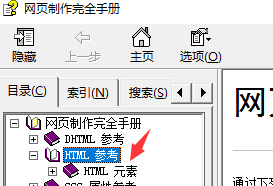 网页制作完全手册
隐藏 上一步 主页 选项(O)
目录(C) 索引(N) 搜索(S)
网页
网页制作完全手册
DHTML 参考
HTML 参考
HTML 元素
通过下